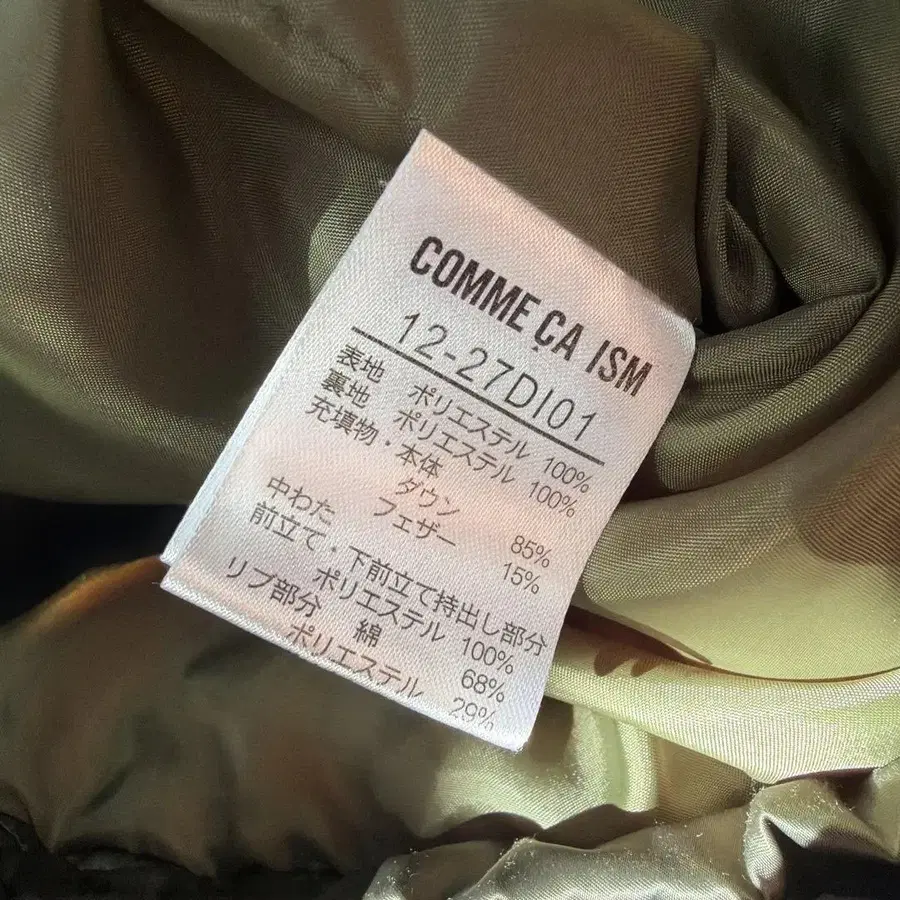 COMME ÇA ISM
12-27DI01
表地 ポリエステル 100%
裏地 ポリエステル 100%
充填物・本体
ダウン 85%
フェザー 15%
中わた
前立て・下前立て持出し部分
ポリエステル 100%
リブ部分 綿 68%
ポリエステル 29%